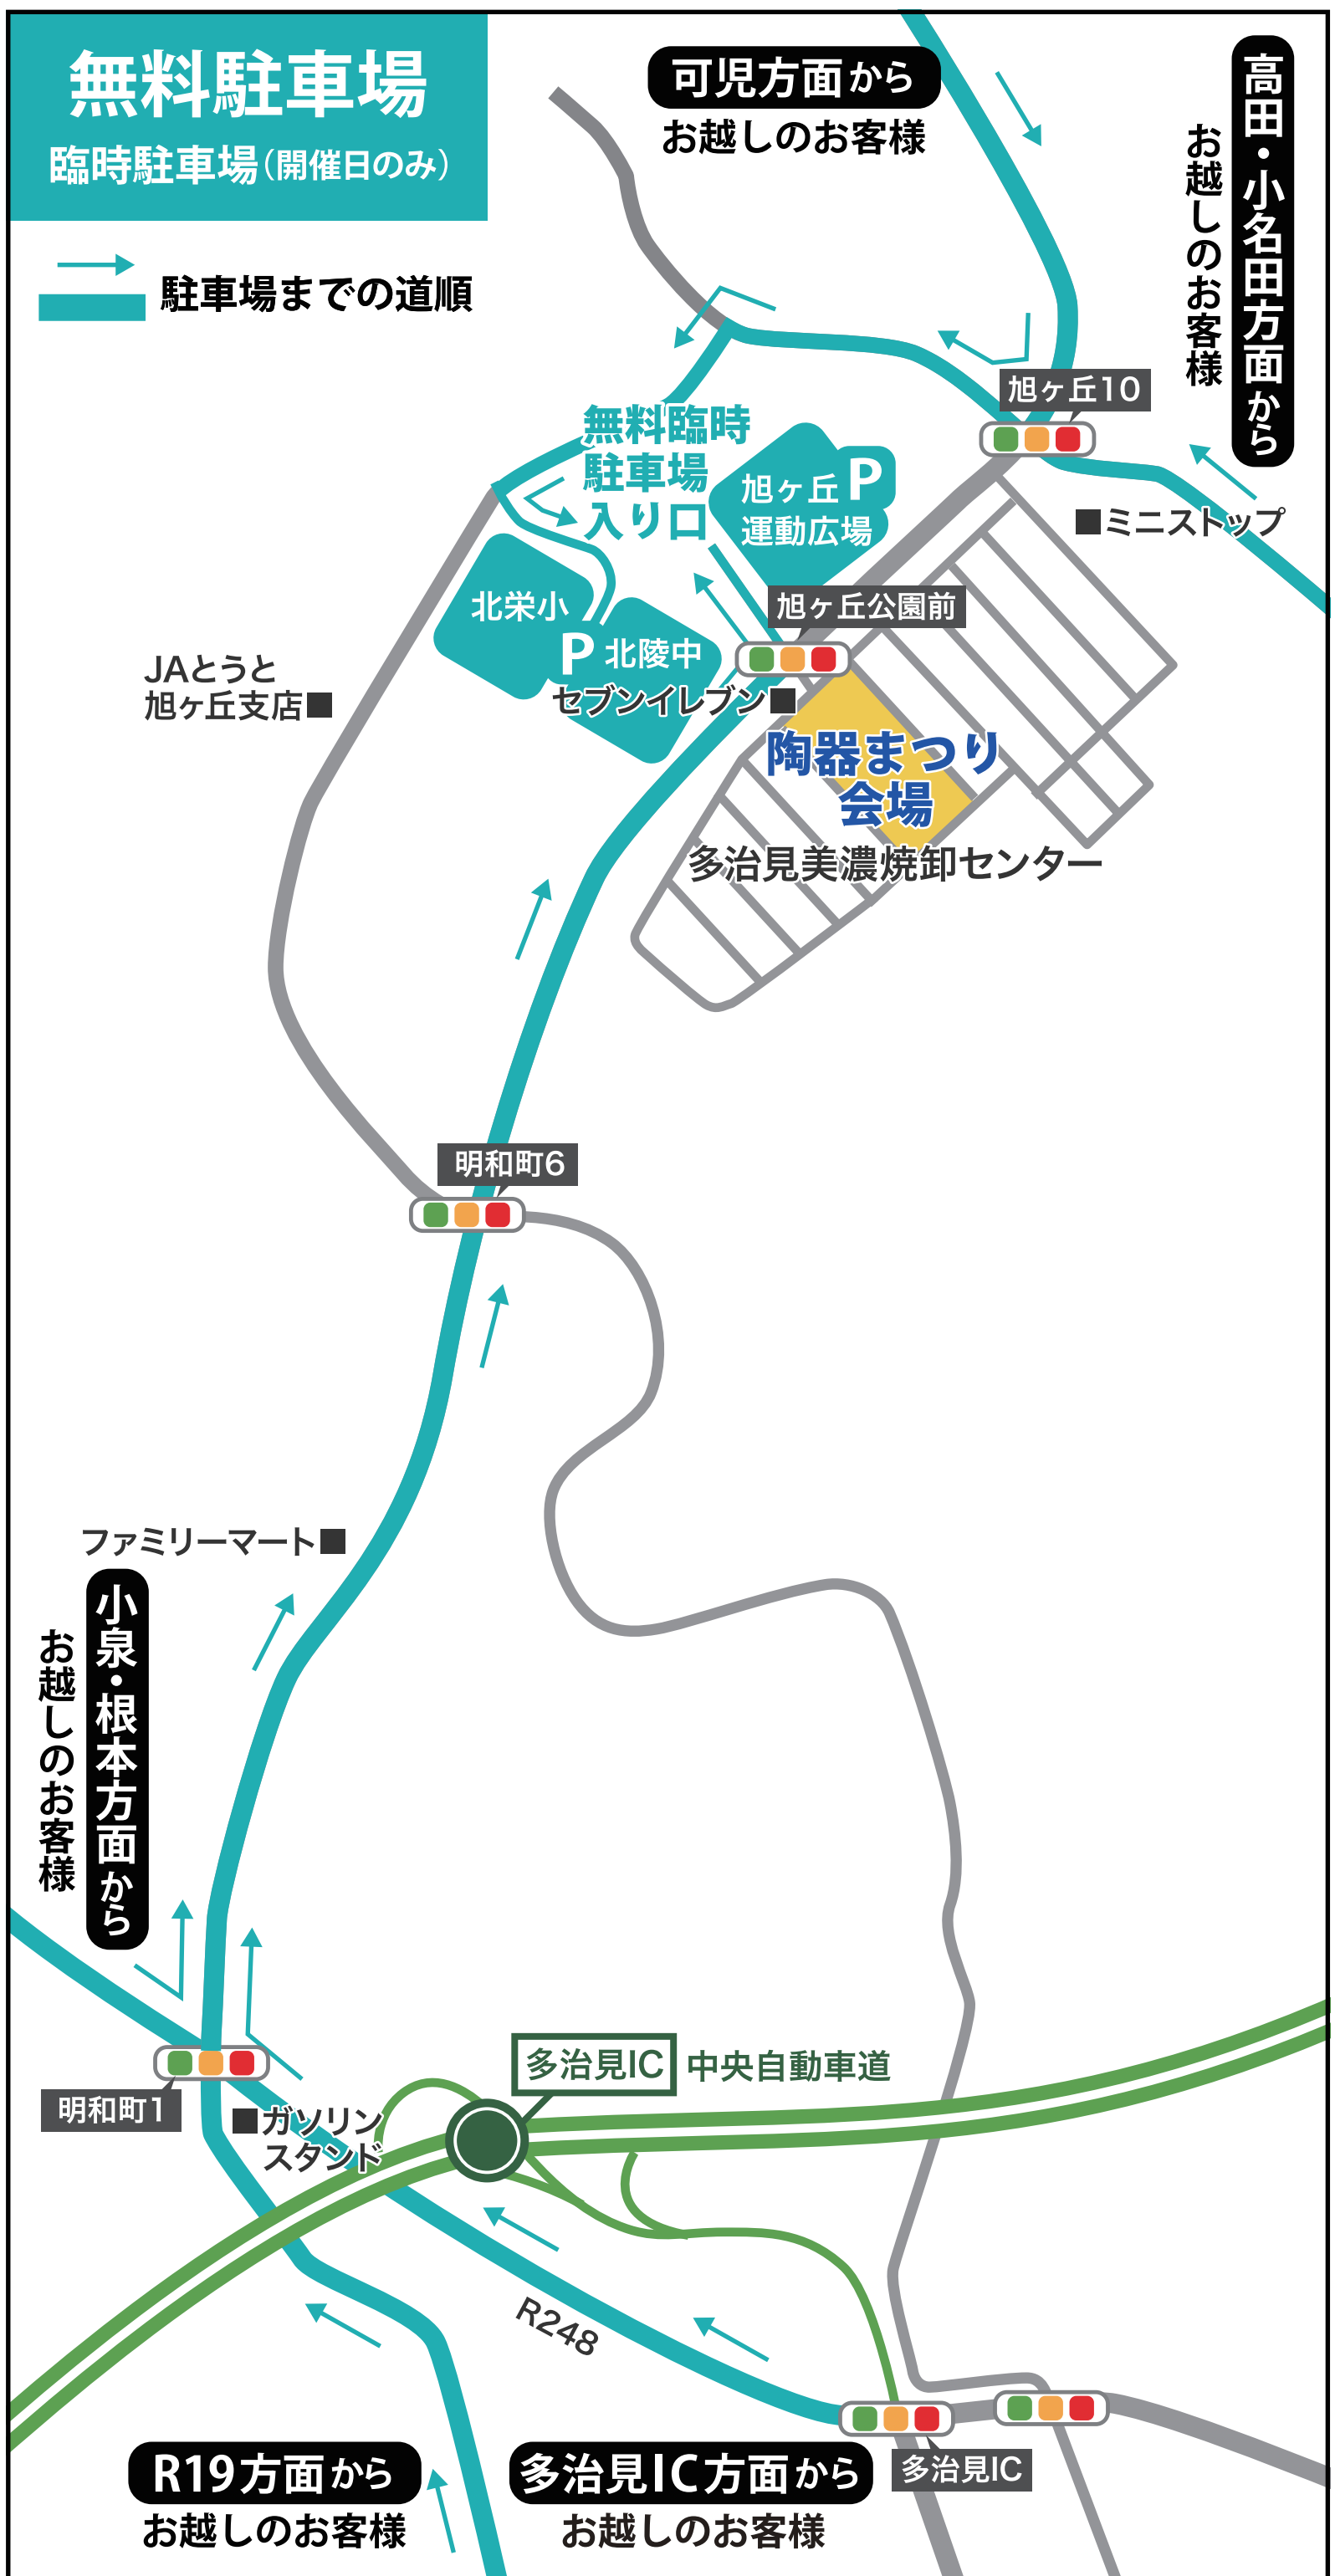 無料駐車場
臨時駐車場（開催日のみ）
駐車場までの道順
可児方面から
お越しのお客様
高田・小名田方面から
お越しのお客様
旭ヶ丘10
ミニストップ
無料臨時
駐車場
入り口
旭ヶ丘 P
運動広場
旭ヶ丘公園前
北栄小
P 北陵中
セブンイレブン
JAとうと
旭ヶ丘支店
陶器まつり
会場
多治見美濃焼卸センター
明和町6
ファミリーマート
小泉・根本方面から
お越しのお客様
明和町1
ガソリン
スタンド
多治見IC 中央自動車道
R248
多治見IC
R19方面から
お越しのお客様
多治見IC方面から
お越しのお客様